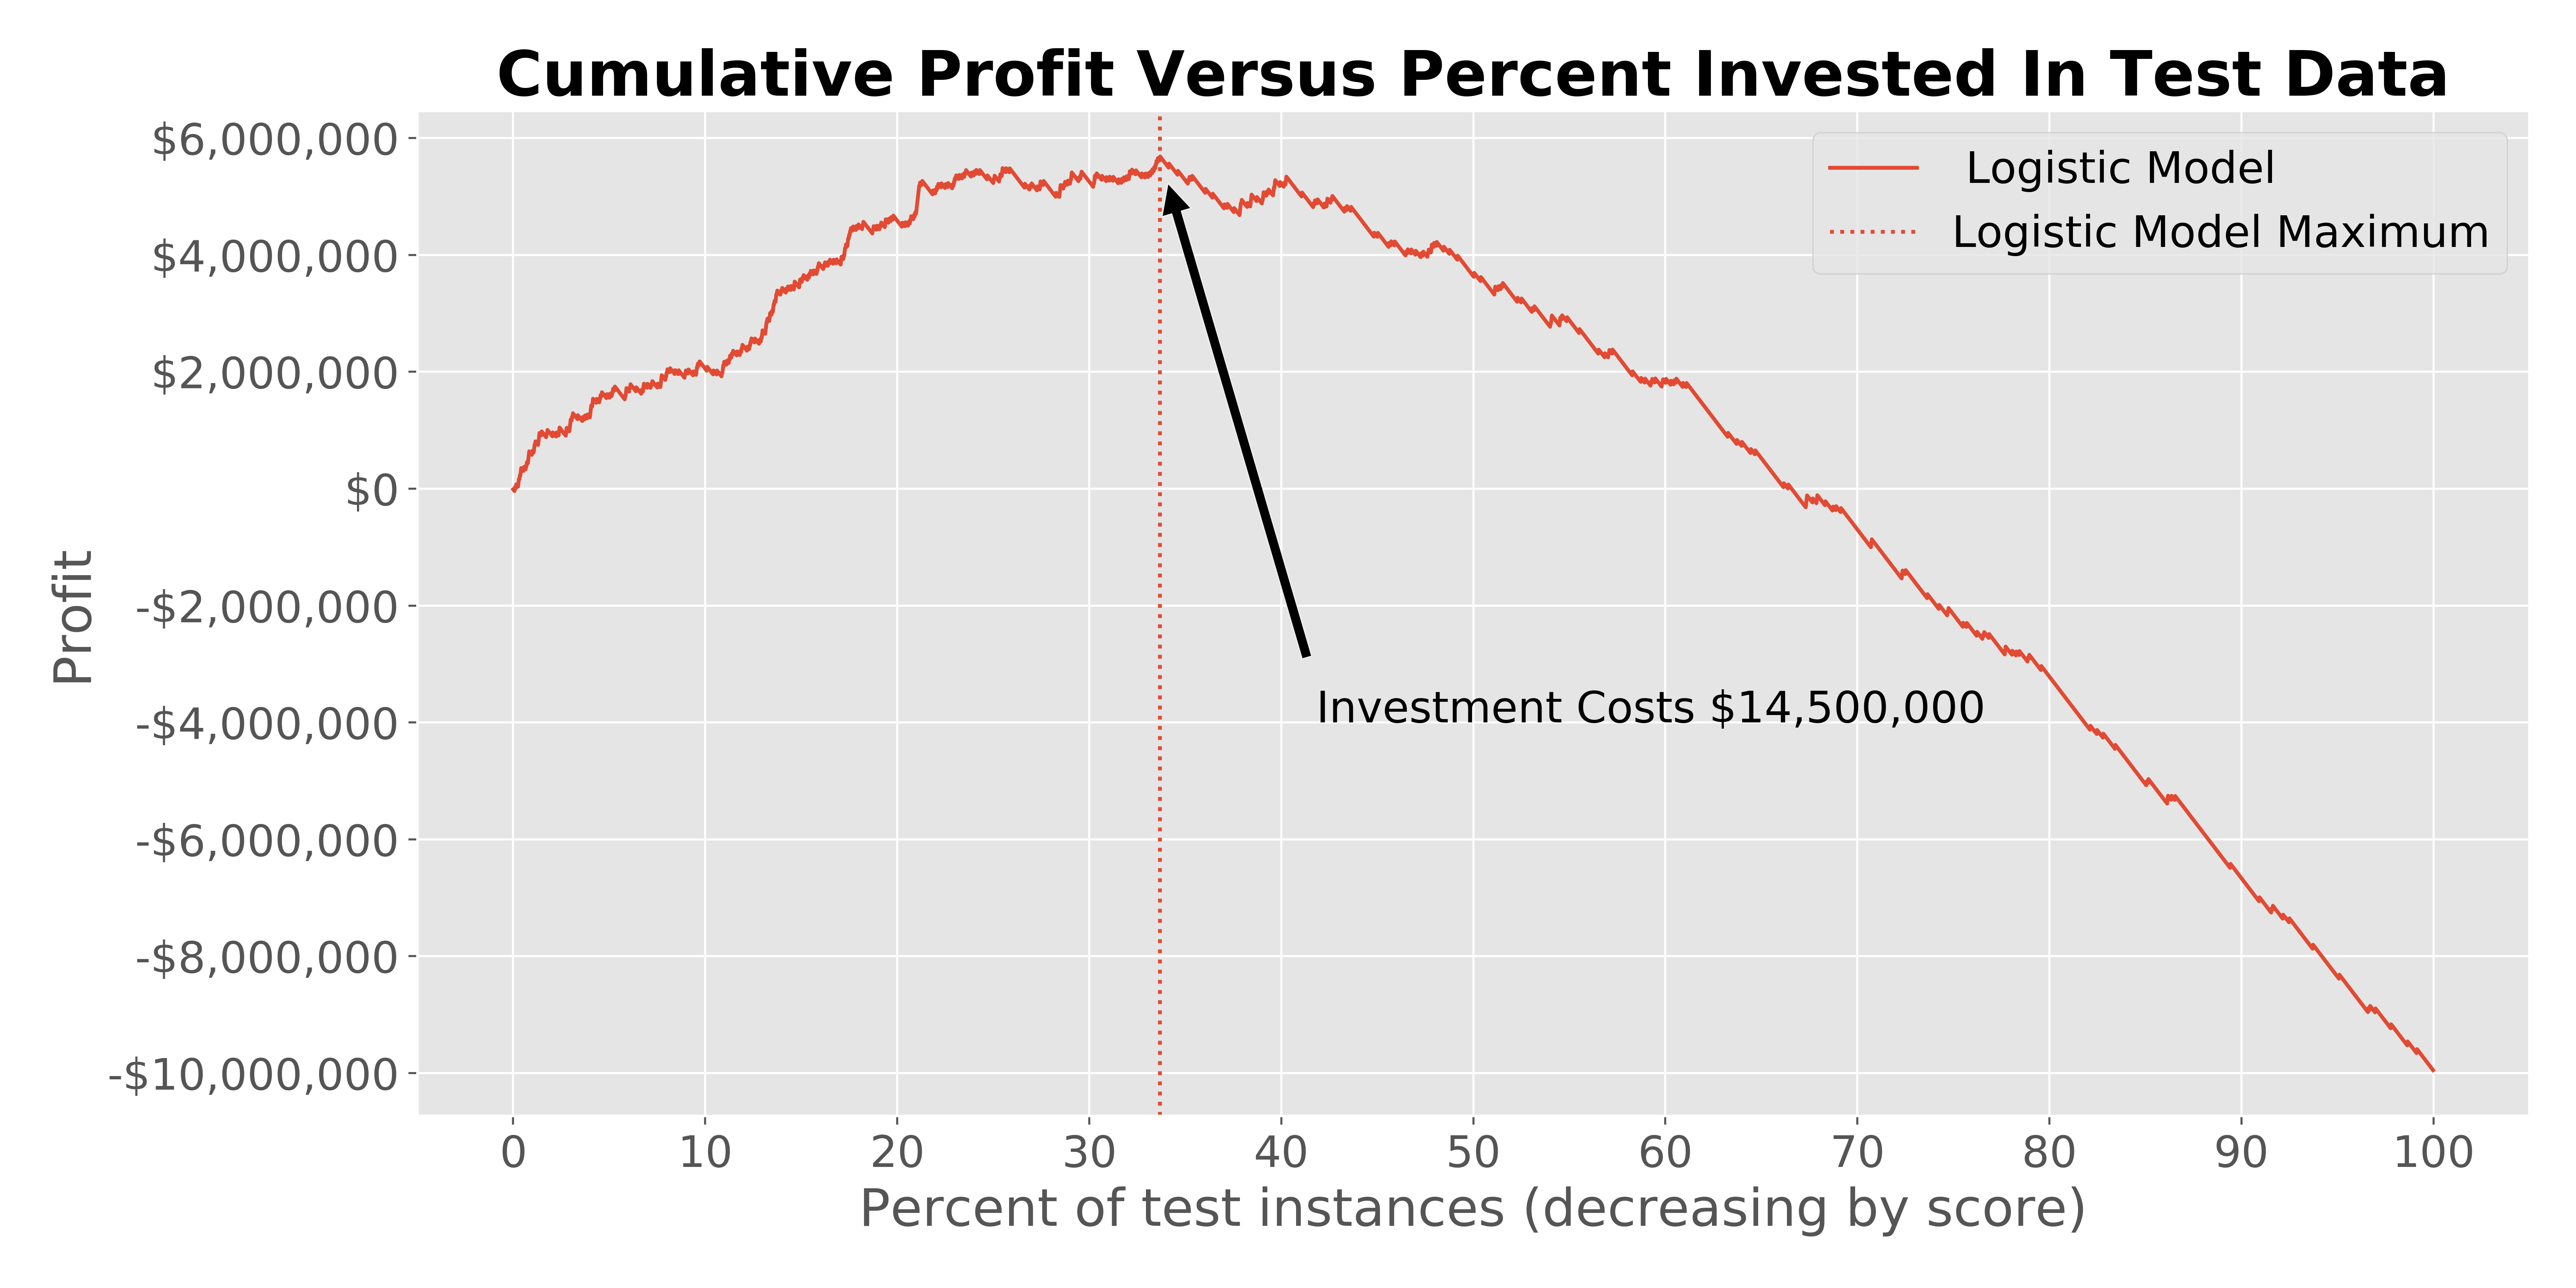 Cumulative Profit Versus Percent Invested In Test Data
$6,000,000
$4,000,000
$2,000,000
$0
-$2,000,000
-$4,000,000
-$6,000,000
-$8,000,000
-$10,000,000
Profit
Logistic Model
Logistic Model Maximum
Investment Costs $14,500,000
0 10 20 30 40 50 60 70 80 90 100
Percent of test instances (decreasing by score)